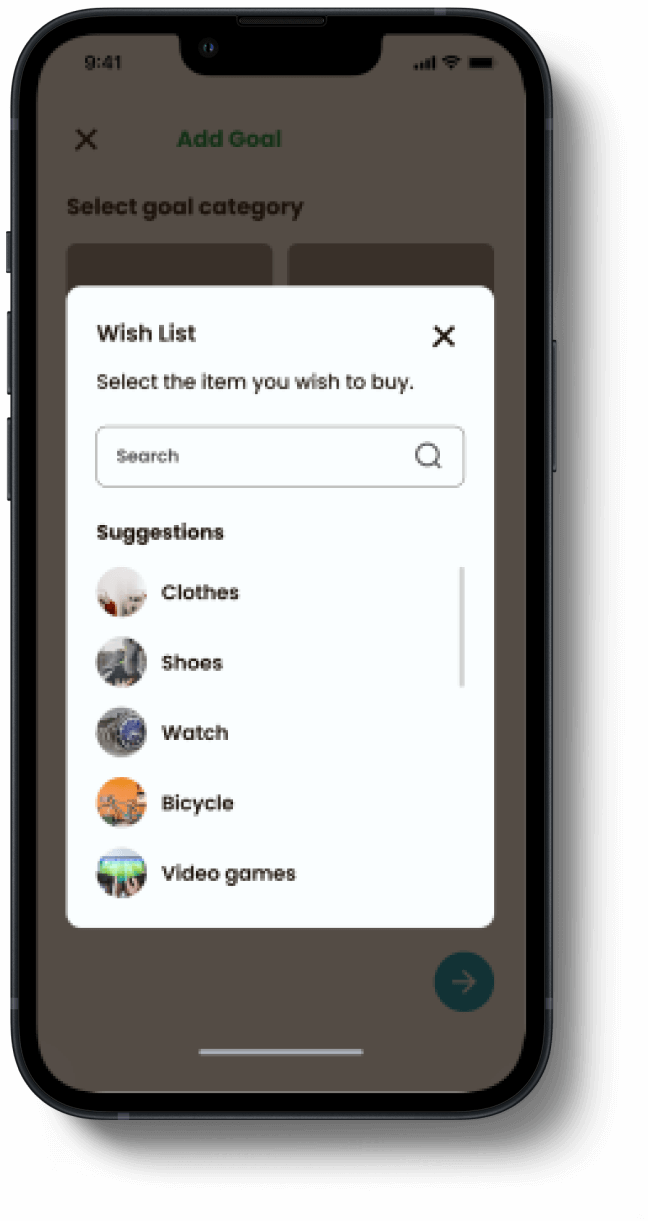 9:41
Add Goal
Select goal category
Wish List
Select the item you wish to buy.
Search
Suggestions
Clothes
Shoes
Watch
Bicycle
Video games